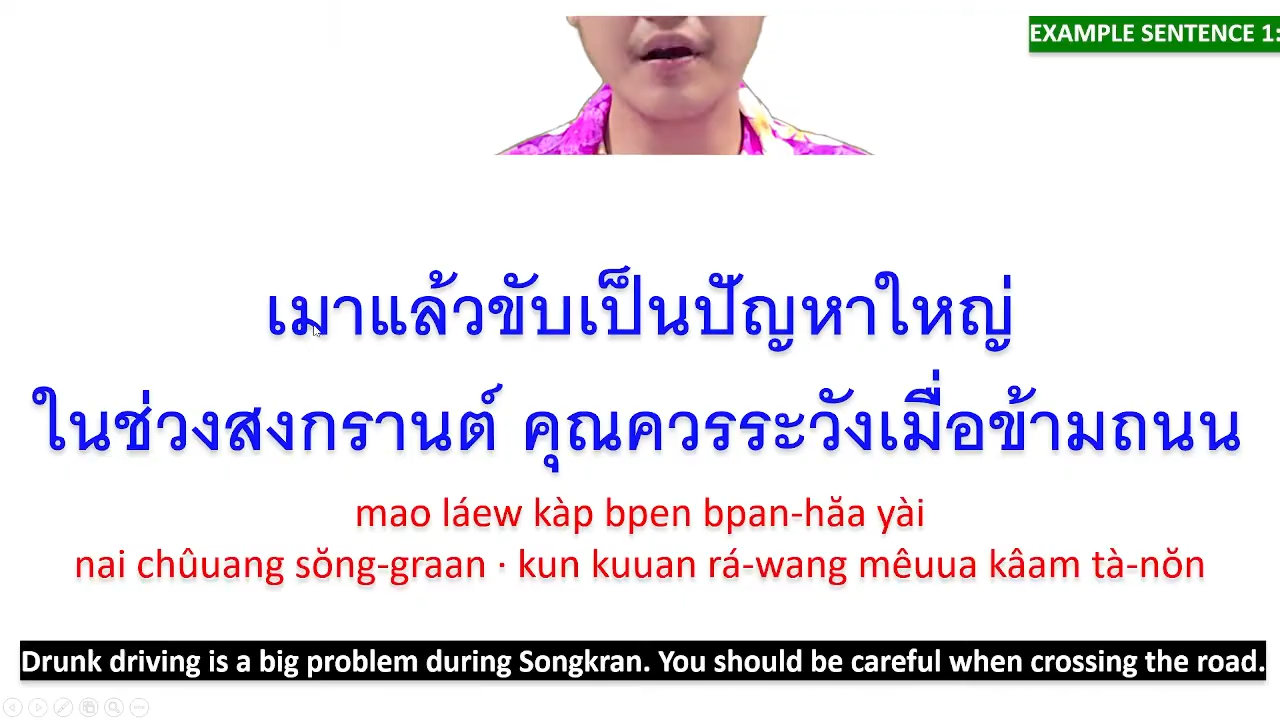 EXAMPLE SENTENCE 1:
เมาแล้วขับเป็นปัญหาใหญ่
ในช่วงสงกรานต์ คุณควรระวังเมื่อข้ามถนน
mao láew kàp bpen bpan-hăa yài
nai chûuang sŏng-graan · kun kuuan rá-wang mêuua kâam tà-nŏn
Drunk driving is a big problem during Songkran. You should be careful when crossing the road.